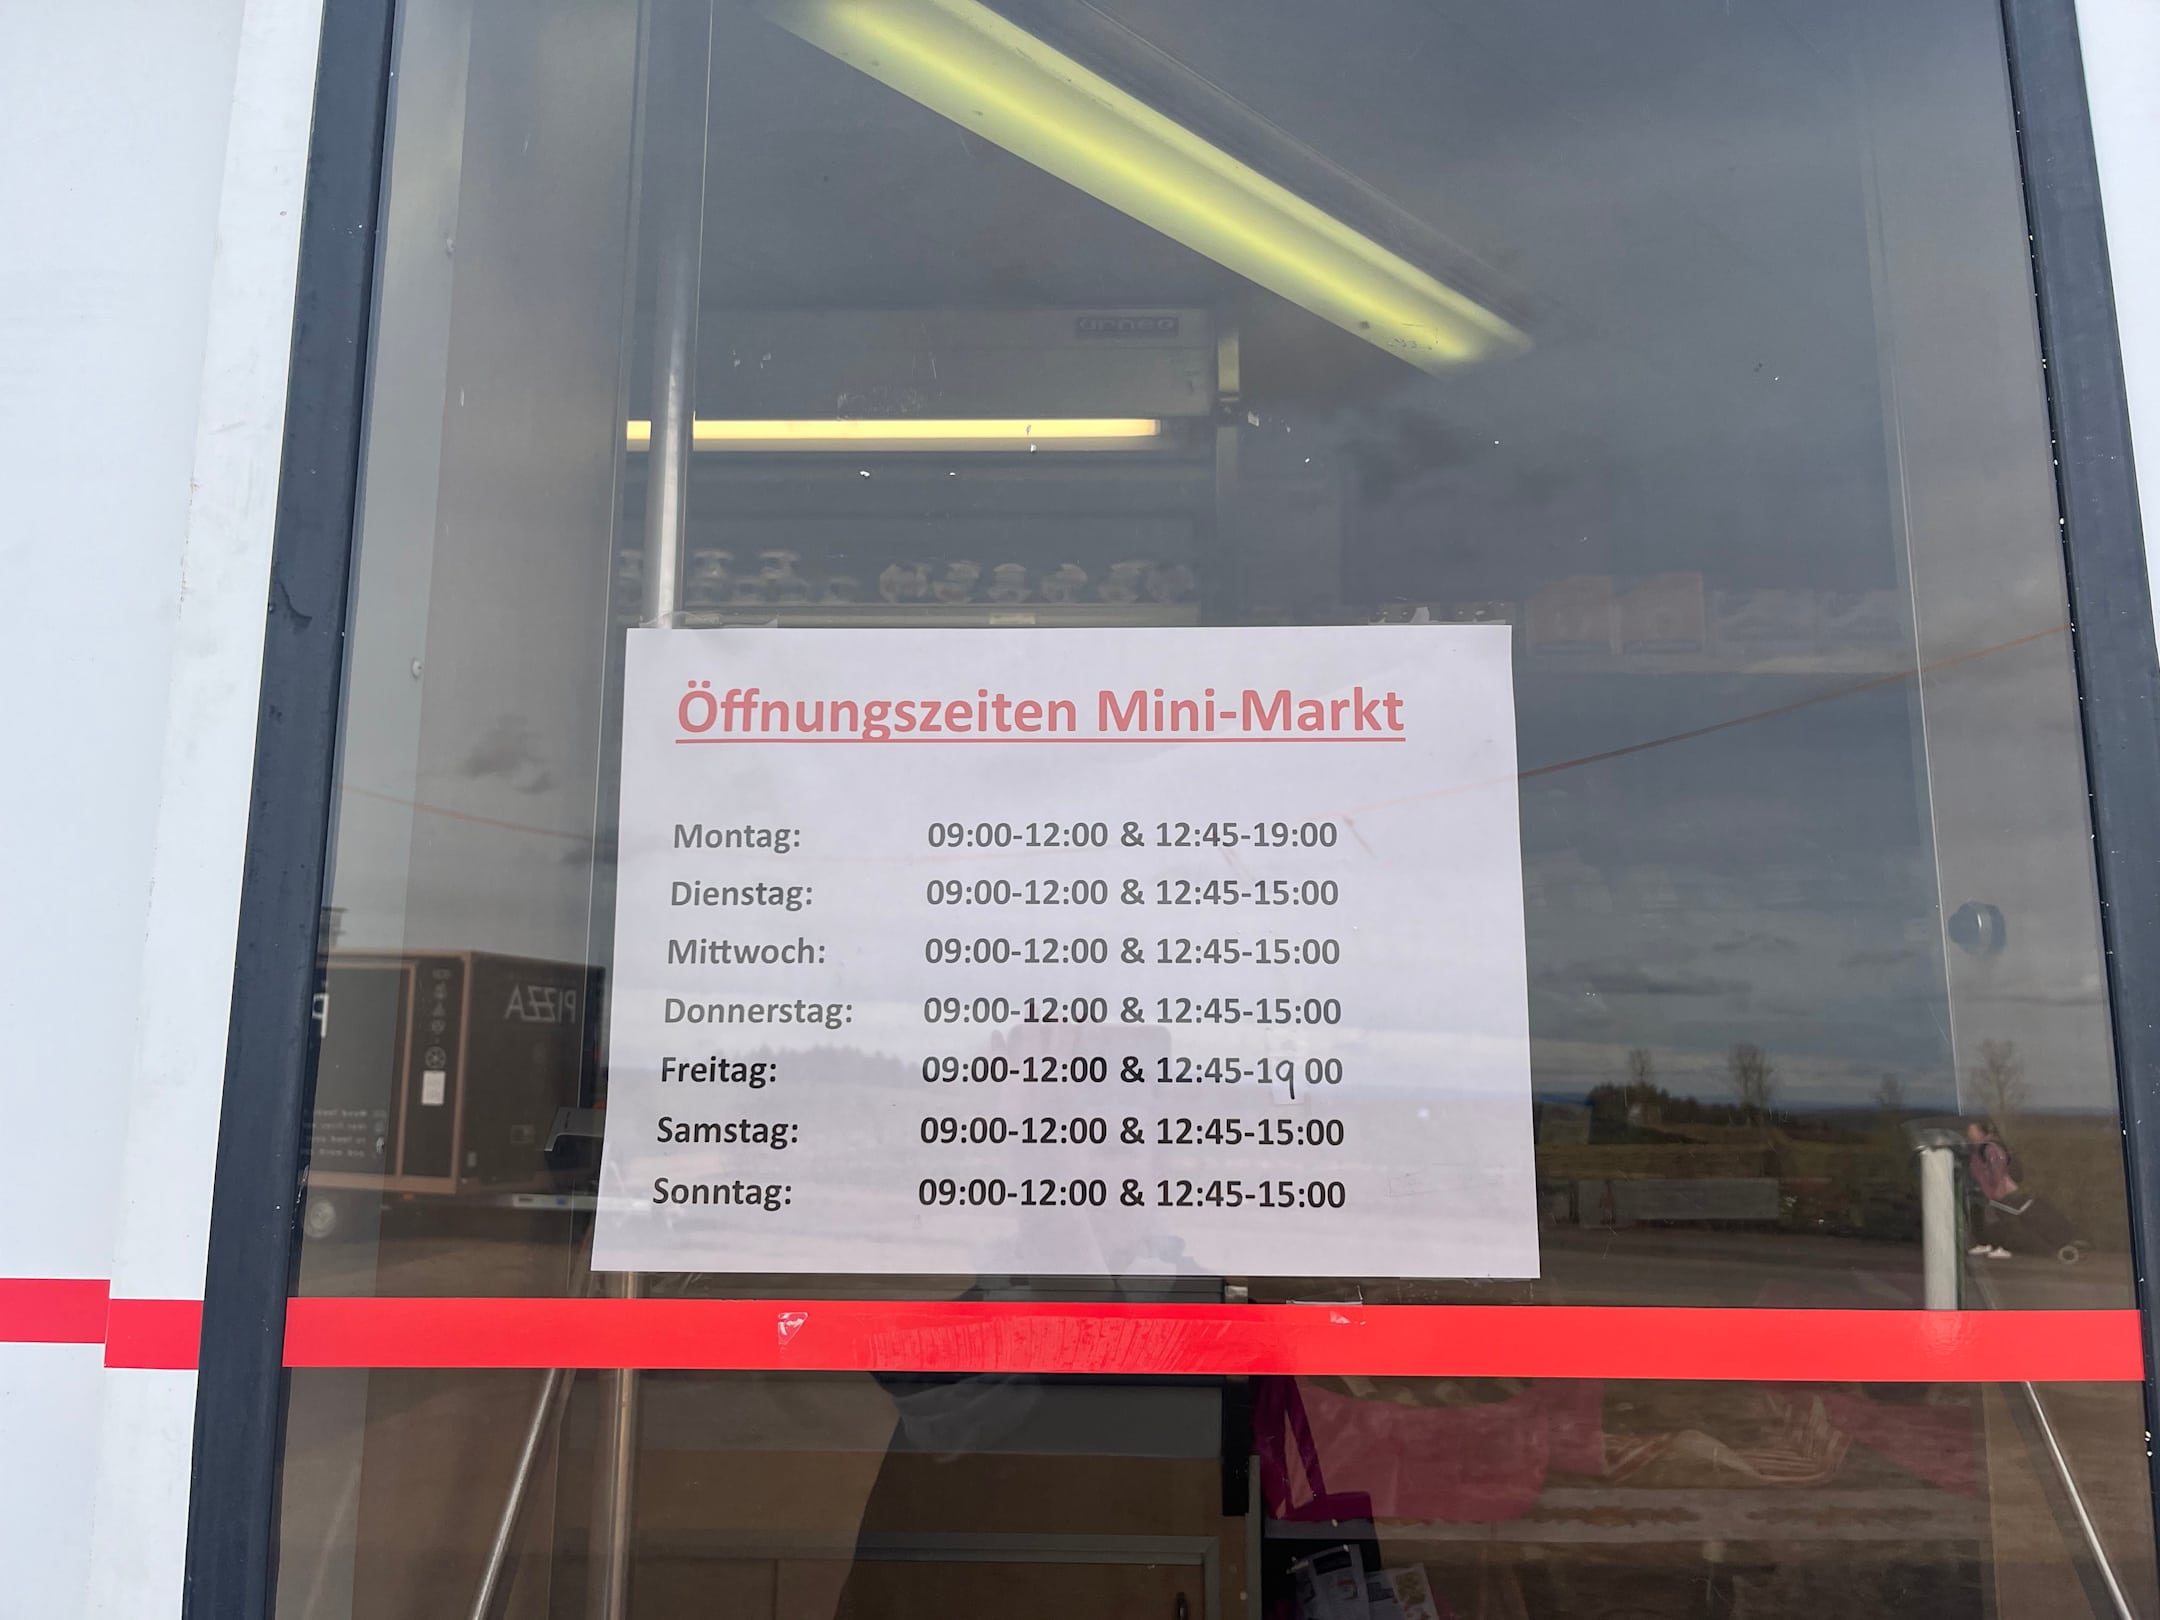 Öffnungszeiten Mini-Markt
Montag: 09:00-12:00 & 12:45-19:00
Dienstag: 09:00-12:00 & 12:45-15:00
Mittwoch: 09:00-12:00 & 12:45-15:00
Donnerstag: 09:00-12:00 & 12:45-15:00
Freitag: 09:00-12:00 & 12:45-19 00
Samstag: 09:00-12:00 & 12:45-15:00
Sonntag: 09:00-12:00 & 12:45-15:00
PIZZA